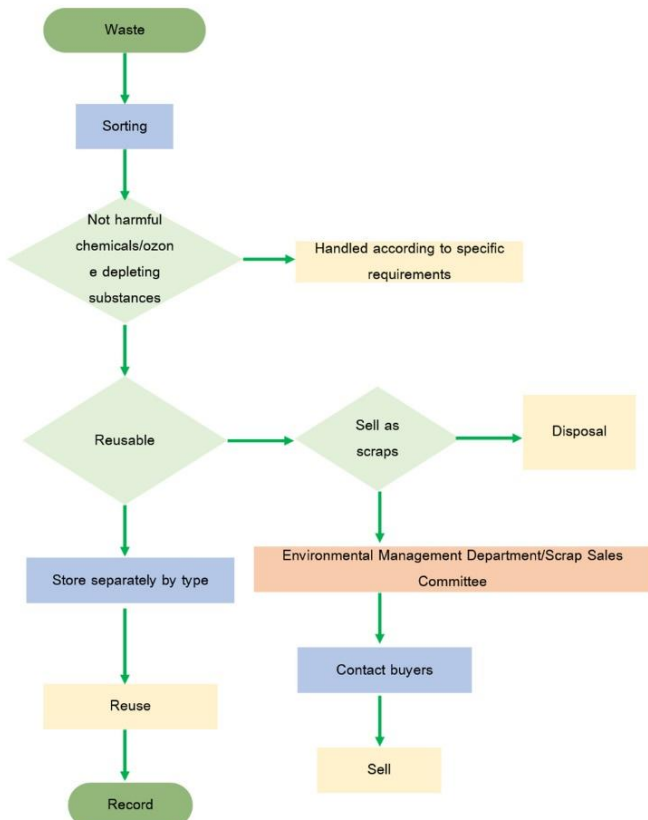 Waste
Sorting
Not harmful
chemicals/ozon
e depleting
substances
Handled according to specific
requirements
Reusable
Sell as
scraps
Disposal
Store separately by type
Environmental Management Department/Scrap Sales
Committee
Contact buyers
Reuse
Sell
Record